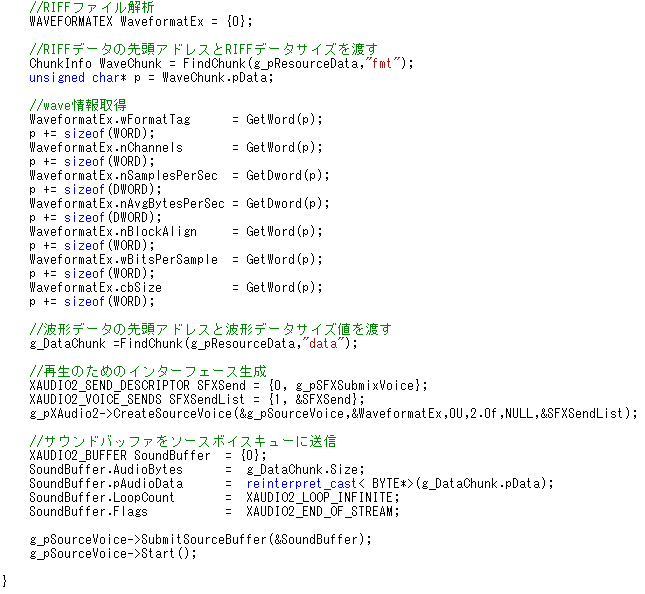 //RIFFファイル解析
WAVEFORMATEX WaveformatEx = {0};
//RIFFデータの先頭アドレスとRIFFデータサイズを渡す
ChunkInfo WaveChunk = FindChunk(g_pResourceData,"fmt");
unsigned char* p = WaveChunk.pData;
//wave情報取得
WaveformatEx.wFormatTag      = GetWord(p);
p += sizeof(WORD);
WaveformatEx.nChannels       = GetWord(p);
p += sizeof(WORD);
WaveformatEx.nSamplesPerSec  = GetDword(p);
p += sizeof(DWORD);
WaveformatEx.nAvgBytesPerSec = GetDword(p);
p += sizeof(DWORD);
WaveformatEx.nBlockAlign     = GetWord(p);
p += sizeof(WORD);
WaveformatEx.wBitsPerSample  = GetWord(p);
p += sizeof(WORD);
WaveformatEx.cbSize          = GetWord(p);
p += sizeof(WORD);
//波形データの先頭アドレスと波形データサイズ値を渡す
g_DataChunk =FindChunk(g_pResourceData,"data");
//再生のためのインターフェース生成
XAUDIO2_SEND_DESCRIPTOR SFXSend = {0, g_pSFXSubmixVoice};
XAUDIO2_VOICE_SENDS SFXSendList = {1, &SFXSend};
g_pXAudio2->CreateSourceVoice(&g_pSourceVoice,&WaveformatEx,0U,2.0f,NULL,&SFXSendList);
//サウンドバッファをソースボイスキューに送信
XAUDIO2_BUFFER SoundBuffer  = {0};
SoundBuffer.AudioBytes      =  g_DataChunk.Size;
SoundBuffer.pAudioData      =  reinterpret_cast< BYTE*>(g_DataChunk.pData);
SoundBuffer.LoopCount       =  XAUDIO2_LOOP_INFINITE;
SoundBuffer.Flags           =  XAUDIO2_END_OF_STREAM;
g_pSourceVoice->SubmitSourceBuffer(&SoundBuffer);
g_pSourceVoice->Start();
}